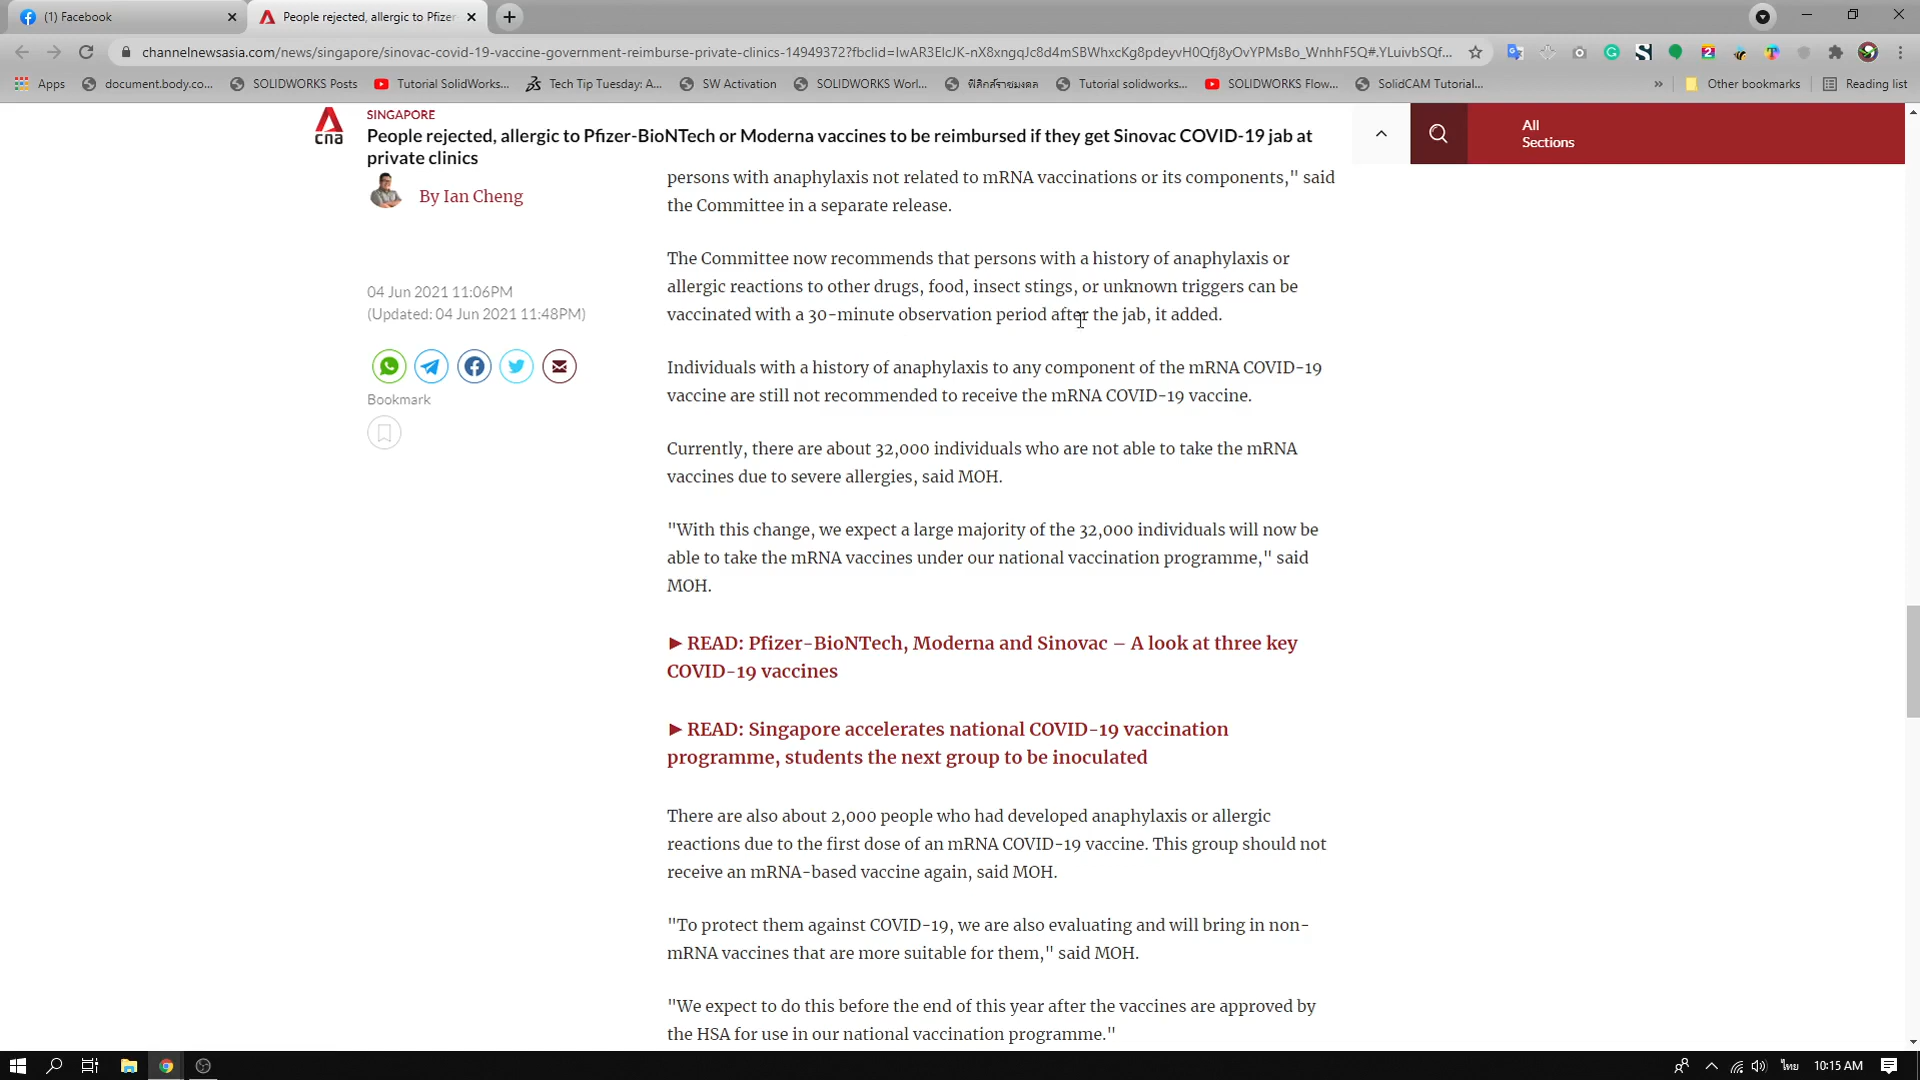 (1) Facebook
People rejected, allergic to Pfizer
channelnewsasia.com/news/singapore/sinovac-covid-19-vaccine-government-reimburse-private-clinics-14949372?fbclid=IwAR3ElcJK-nX8xngqJc8d4mSBWhxcKg8pdeyvH0Qfj8yOvYPMsBo_WnnhF5Q#.YLuivbSQf...
Apps
document.body.co...
SOLIDWORKS Posts
Tutorial SolidWorks...
Tech Tip Tuesday: A...
SW Activation
SOLIDWORKS Worl...
ฟิสิกส์ราชมงคล
Tutorial solidworks...
SOLIDWORKS Flow...
SolidCAM Tutorial...
»
Other bookmarks
Reading list
cna
SINGAPORE
People rejected, allergic to Pfizer-BioNTech or Moderna vaccines to be reimbursed if they get Sinovac COVID-19 jab at
private clinics
All
Sections
By Ian Cheng
04 Jun 2021 11:06PM
(Updated: 04 Jun 2021 11:48PM)
Bookmark
persons with anaphylaxis not related to mRNA vaccinations or its components," said
the Committee in a separate release.
The Committee now recommends that persons with a history of anaphylaxis or
allergic reactions to other drugs, food, insect stings, or unknown triggers can be
vaccinated with a 30-minute observation period after the jab, it added.
Individuals with a history of anaphylaxis to any component of the mRNA COVID-19
vaccine are still not recommended to receive the mRNA COVID-19 vaccine.
Currently, there are about 32,000 individuals who are not able to take the mRNA
vaccines due to severe allergies, said MOH.
"With this change, we expect a large majority of the 32,000 individuals will now be
able to take the mRNA vaccines under our national vaccination programme," said
MOH.
►READ: Pfizer-BioNTech, Moderna and Sinovac – A look at three key
COVID-19 vaccines
►READ: Singapore accelerates national COVID-19 vaccination
programme, students the next group to be inoculated
There are also about 2,000 people who had developed anaphylaxis or allergic
reactions due to the first dose of an mRNA COVID-19 vaccine. This group should not
receive an mRNA-based vaccine again, said MOH.
"To protect them against COVID-19, we are also evaluating and will bring in non-
mRNA vaccines that are more suitable for them," said MOH.
"We expect to do this before the end of this year after the vaccines are approved by
the HSA for use in our national vaccination programme."
ไทย
10:15 AM